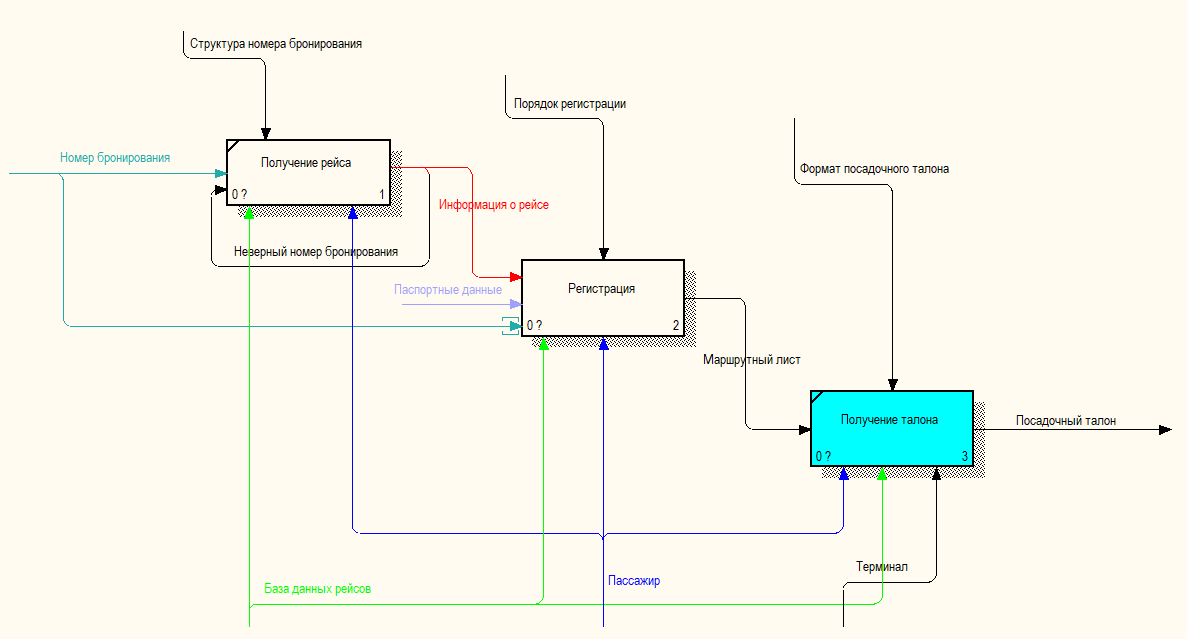 Структура номера бронирования
Порядок регистрации
Номер бронирования
Получение рейса
0 ?
1
Формат посадочного талона
Информация о рейсе
Неверный номер бронирования
Паспортные данные
Регистрация
0 ?
2
Маршрутный лист
Получение талона
0 ?
3
Посадочный талон
Терминал
Пассажир
База данных рейсов